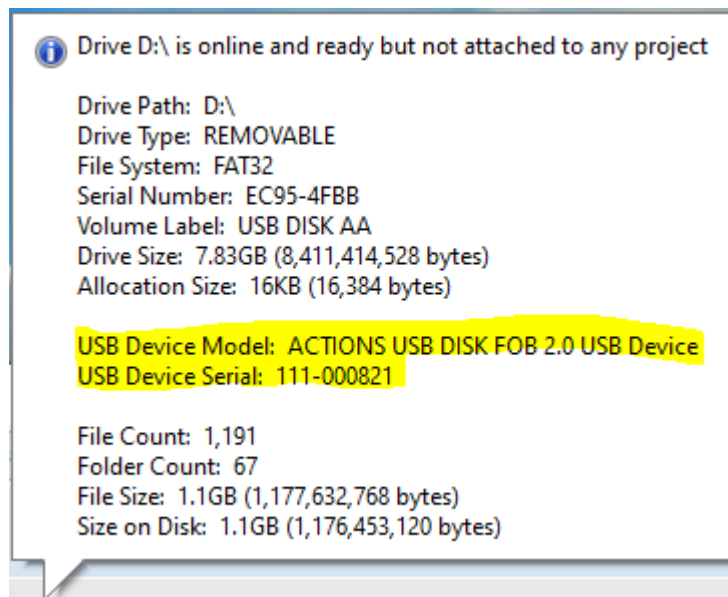 Drive D:\ is online and ready but not attached to any project
Drive Path: D:\
Drive Type: REMOVABLE
File System: FAT32
Serial Number: EC95-4FBB
Volume Label: USB DISK AA
Drive Size: 7.83GB (8,411,414,528 bytes)
Allocation Size: 16KB (16,384 bytes)
USB Device Model: ACTIONS USB DISK FOB 2.0 USB Device
USB Device Serial: 111-000821
File Count: 1,191
Folder Count: 67
File Size: 1.1GB (1,177,632,768 bytes)
Size on Disk: 1.1GB (1,176,453,120 bytes)